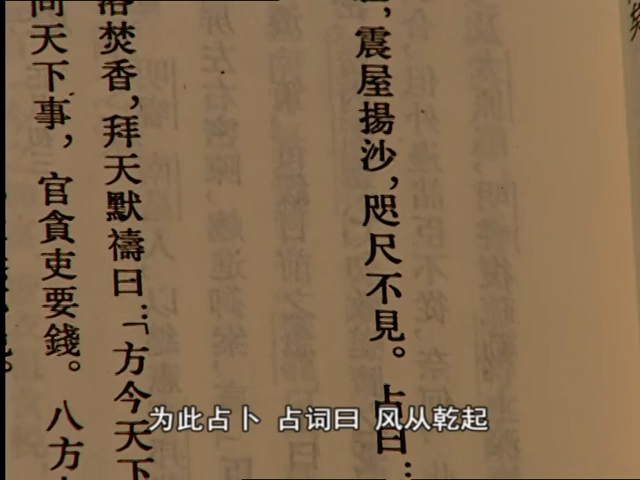 震屋揚沙，咫尺不見。占曰：
焚香，拜天默禱曰：「方今天下
問天下事，官貪吏要錢。八方
为此占卜 占词曰 风从乾起